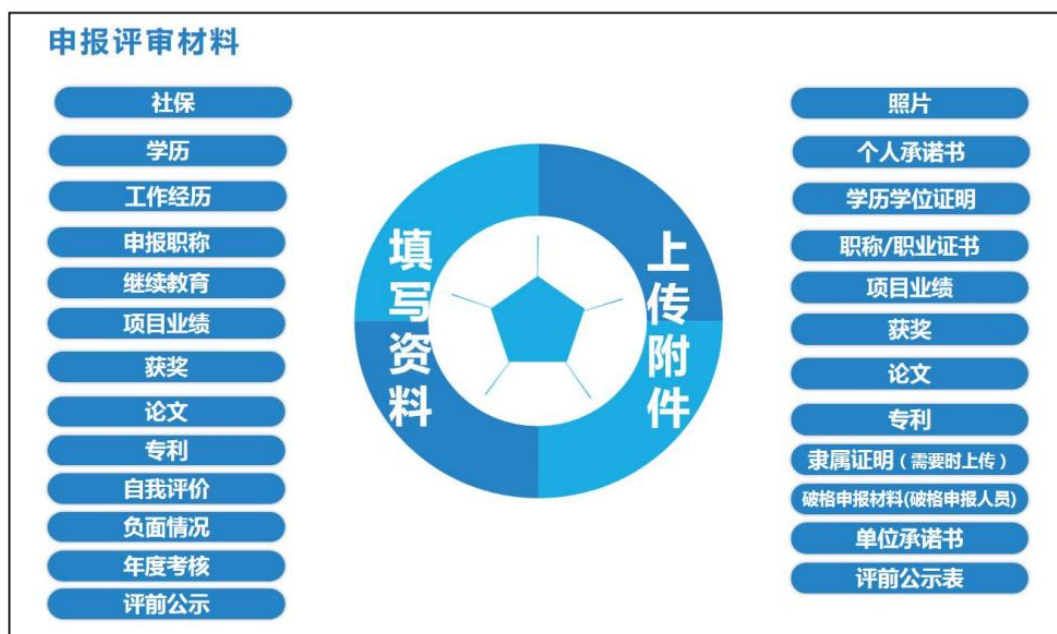 申报评审材料
社保
学历
工作经历
申报职称
继续教育
项目业绩
获奖
论文
专利
自我评价
负面情况
年度考核
评前公示
填写资料
上传附件
照片
个人承诺书
学历学位证明
职称/职业证书
项目业绩
获奖
论文
专利
隶属证明（需要时上传）
破格申报材料(破格申报人员)
单位承诺书
评前公示表